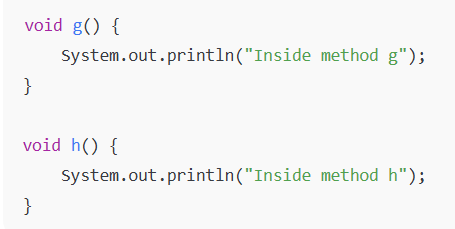 void g() {
    System.out.println("Inside method g");
}
void h() {
    System.out.println("Inside method h");
}